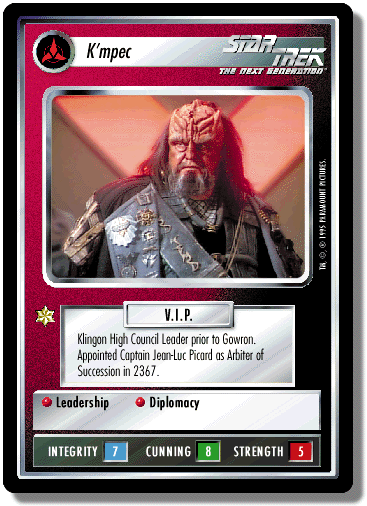 K'mpec
STAR TREK
THE NEXT GENERATION
TM, ©, ® 1995 PARAMOUNT PICTURES.
V.I.P.
Klingon High Council Leader prior to Gowron.
Appointed Captain Jean-Luc Picard as Arbiter of
Succession in 2367.
Leadership Diplomacy
INTEGRITY 7 CUNNING 8 STRENGTH 5